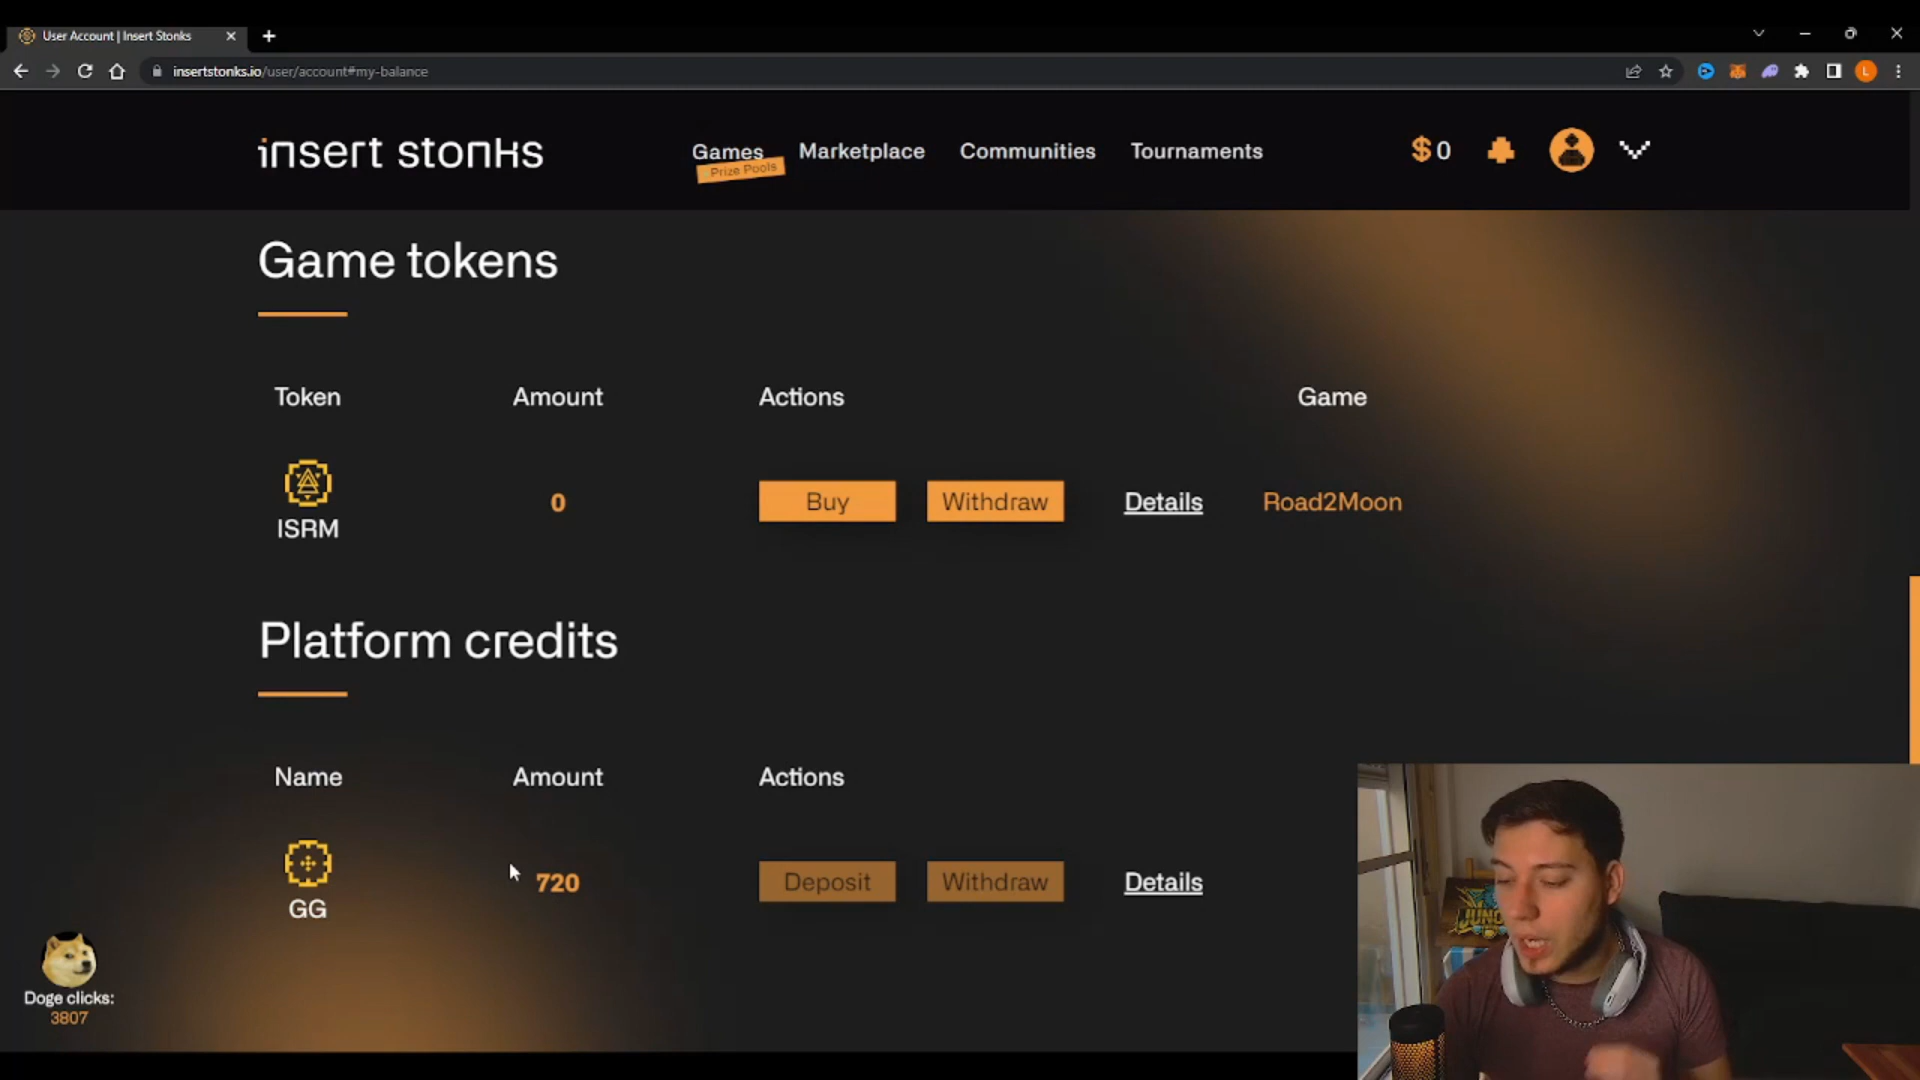 User Account | Insert Stonks
insertstonks.io/user/account#my-balance
L
insert stonks
Games
Prize Pools
Marketplace
Communities
Tournaments
$0
Game tokens
Token
Amount
Actions
Game
ISRM
0
Buy
Withdraw
Details
Road2Moon
Platform credits
Name
Amount
Actions
GG
720
Deposit
Withdraw
Details
Doge clicks:
3807